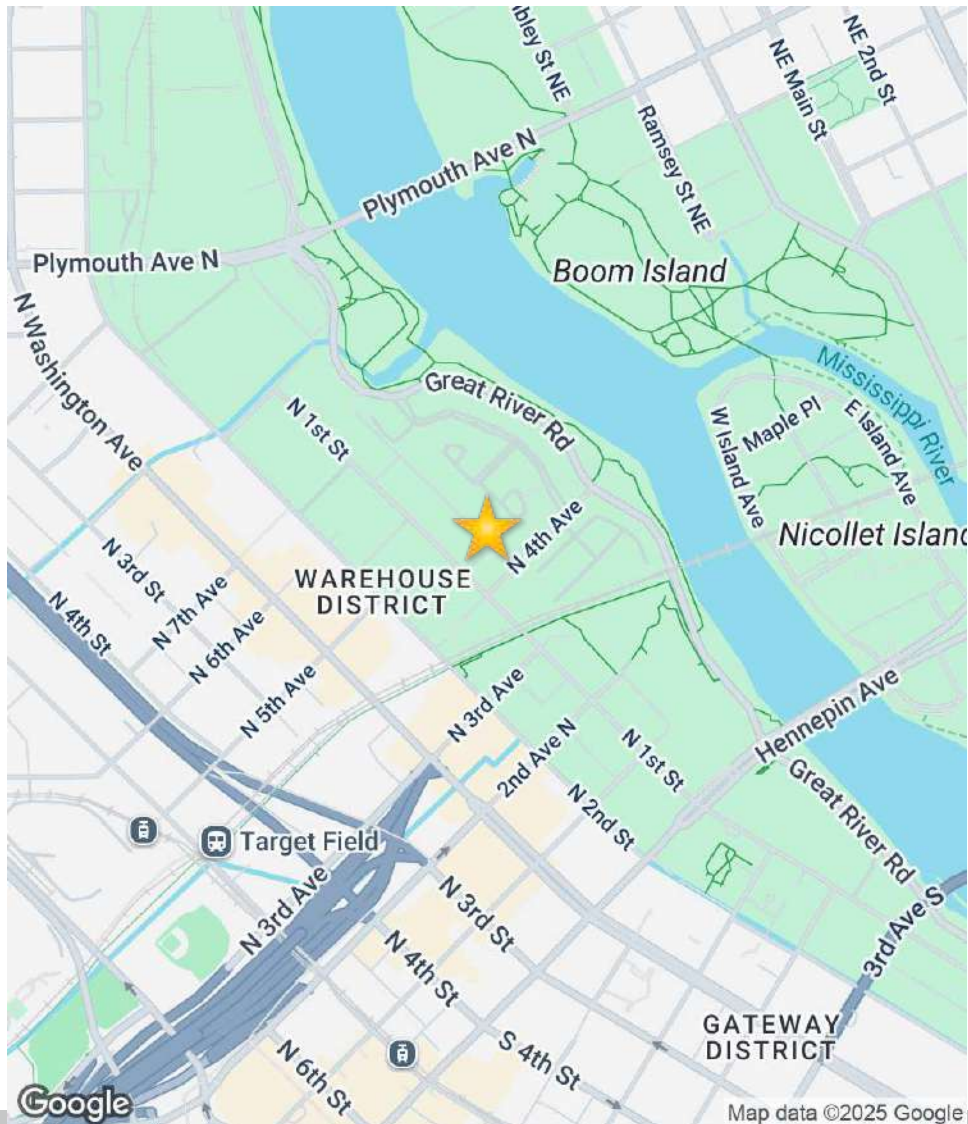 NE 2nd St
NE Main St
Ramsey St NE
Plymouth Ave N
Plymouth Ave N
Boom Island
N Washington Ave
Mississippi River
Great River Rd
Maple Pl
E Island Ave
W Island Ave
N 1st St
Nicollet Island
N 4th Ave
WAREHOUSE
DISTRICT
N 3rd St
N 4th St
N 7th Ave
N 6th Ave
N 5th Ave
N 3rd Ave
2nd Ave N
N 1st St
Hennepin Ave
N 2nd St
Great River Rd
Target Field
N 3rd Ave
N 3rd St
3rd Ave S
N 4th St
GATEWAY
DISTRICT
S 4th St
N 6th St
Google
Map data ©2025 Google